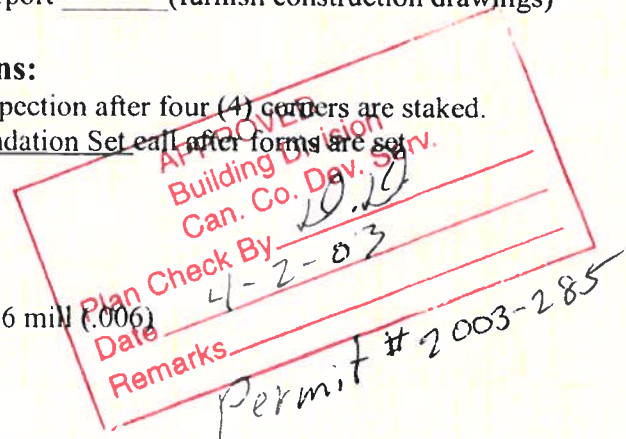 port ________(furnish construction drawings)
ns:
pection after four (4) corners are staked.
ndation Set call after forms are set
APPROVED
Building Division
Can. Co. Dev. Serv.
Plan Check By D.D.
Date 4-2-03
Remarks
6 mill (.006)
Permit # 2003-285